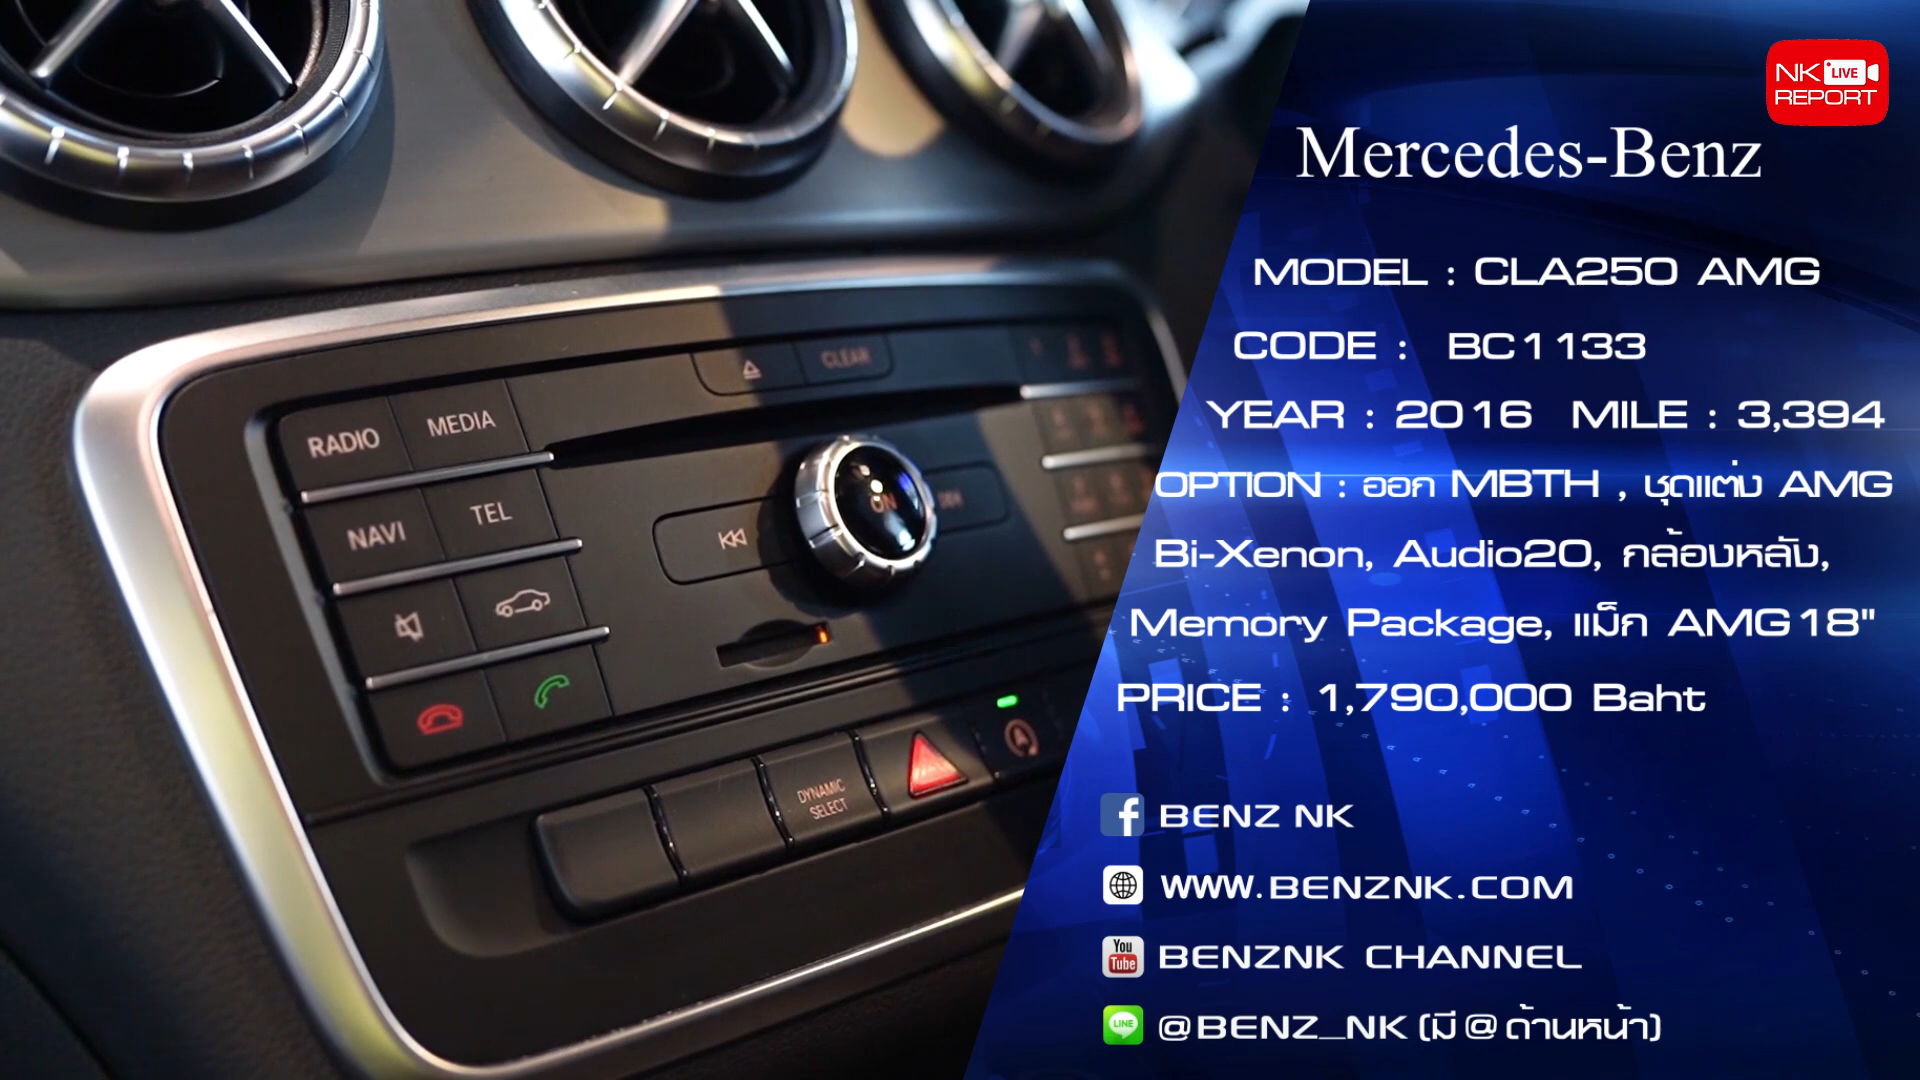 NK LIVE
REPORT
Mercedes-Benz
MODEL : CLA250 AMG
CODE : BC1133
YEAR : 2016 MILE : 3,394
OPTION : ออก MBTH , ชุดแต่ง AMG
Bi-Xenon, Audio20, กล้องหลัง,
Memory Package, แม็ก AMG18"
PRICE : 1,790,000 Baht
BENZ NK
WWW.BENZNK.COM
You
Tube
BENZNK CHANNEL
LINE
@BENZ_NK (มี @ ด้านหน้า)
CLEAR
RADIO
MEDIA
NAVI
TEL
ON
DYNAMIC
SELECT